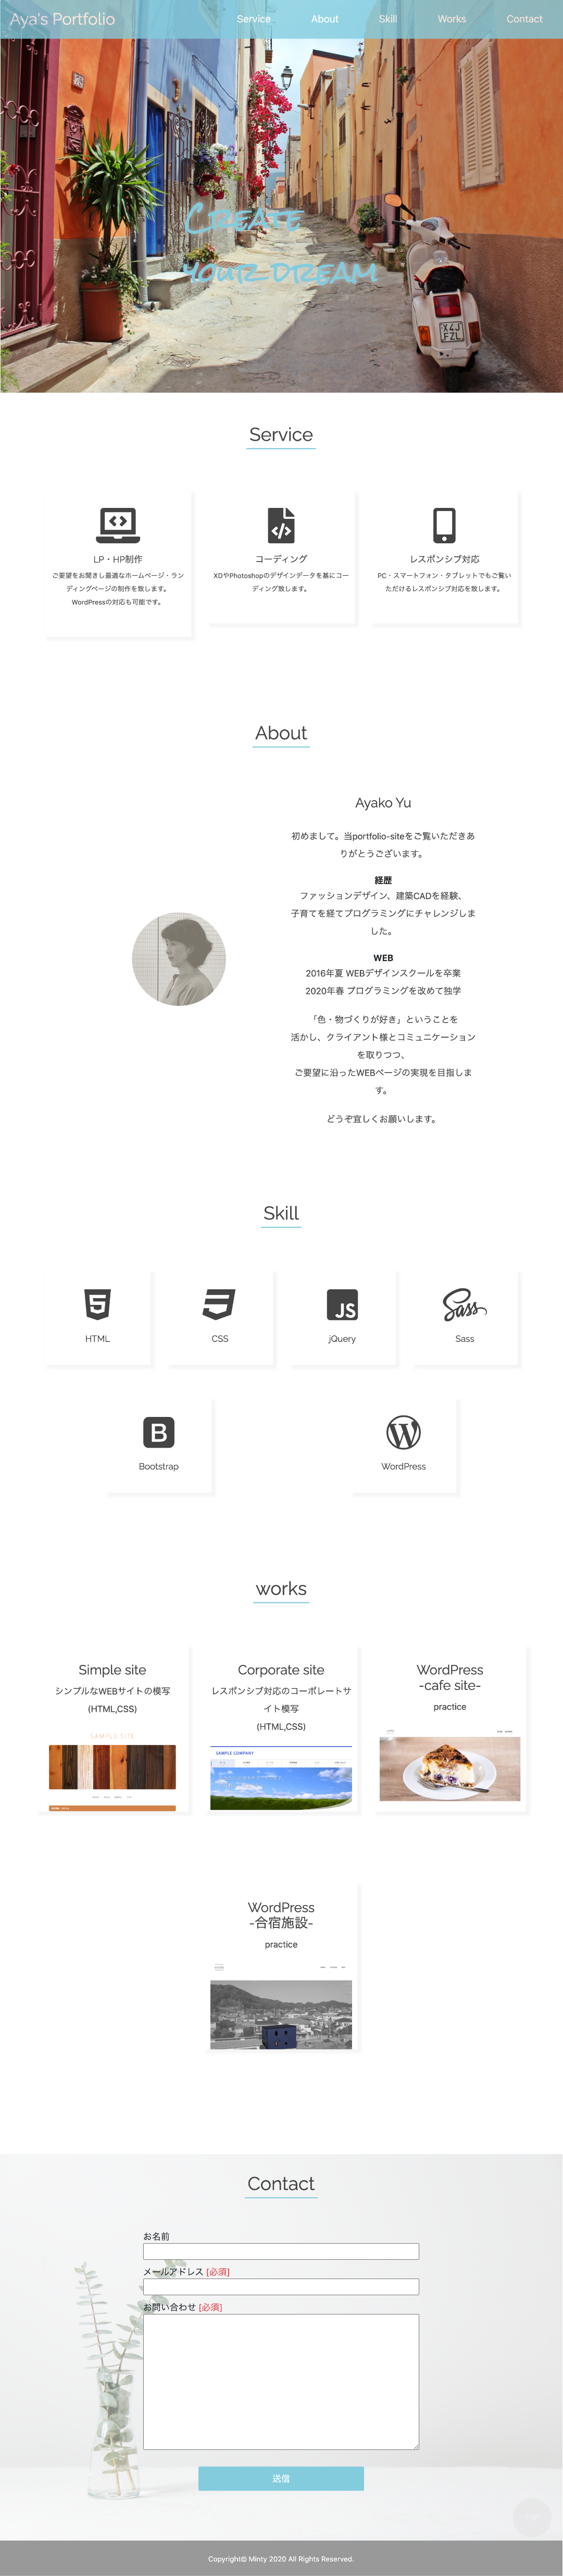 Aya's Portfolio
Service
About
Skill
Works
Contact
Create
your dream
X4J
FZL
Service
LP・HP制作
ご要望をお聞きし最適なホームページ・ラン
ディングページの制作を致します。
WordPressの対応も可能です。
コーディング
XDやPhotoshopのデザインデータを基にコー
ディング致します。
レスポンシブ対応
PC・スマートフォン・タブレットでもご覧い
ただけるレスポンシブ対応を致します。
About
Ayako Yu
初めまして。当portfolio-siteをご覧いただきあ
りがとうございます。
経歴
ファッションデザイン、建築CADを経験、
子育てを経てプログラミングにチャレンジしま
した。
WEB
2016年夏 WEBデザインスクールを卒業
2020年春 プログラミングを改めて独学
「色・物づくりが好き」ということを
活かし、クライアント様とコミュニケーション
を取りつつ、
ご要望に沿ったWEBページの実現を目指しま
す。
どうぞ宜しくお願いします。
Skill
5
HTML
CSS
JS
jQuery
Sass
Sass
B
Bootstrap
W
WordPress
works
Simple site
シンプルなWEBサイトの模写
(HTML,CSS)
SAMPLE SITE
Corporate site
レスポンシブ対応のコーポレートサ
イト模写
(HTML,CSS)
SAMPLE COMPANY
WordPress
-cafe site-
practice
WordPress
-合宿施設-
practice
Contact
お名前
メールアドレス [必須]
お問い合わせ [必須]
送信
Copyright© Minty 2020 All Rights Reserved.